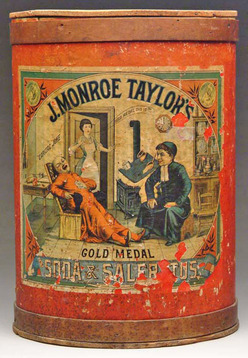 J. MONROE TAYLOR'S
GOLD MEDAL
SODA & SALERATUS.